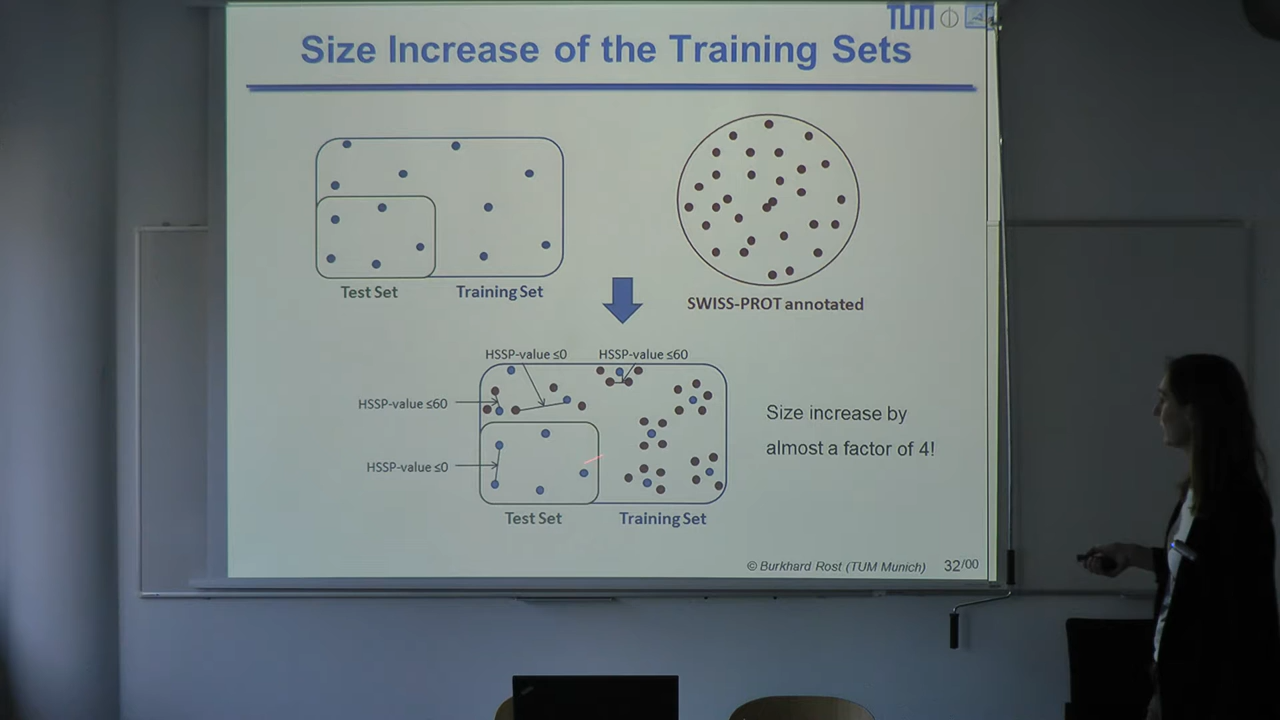 TUM
Size Increase of the Training Sets
Test Set
Training Set
SWISS-PROT annotated
HSSP-value ≤0
HSSP-value ≤60
HSSP-value ≤60
HSSP-value ≤0
Size increase by
almost a factor of 4!
Test Set
Training Set
© Burkhard Rost (TUM Munich)
32/00